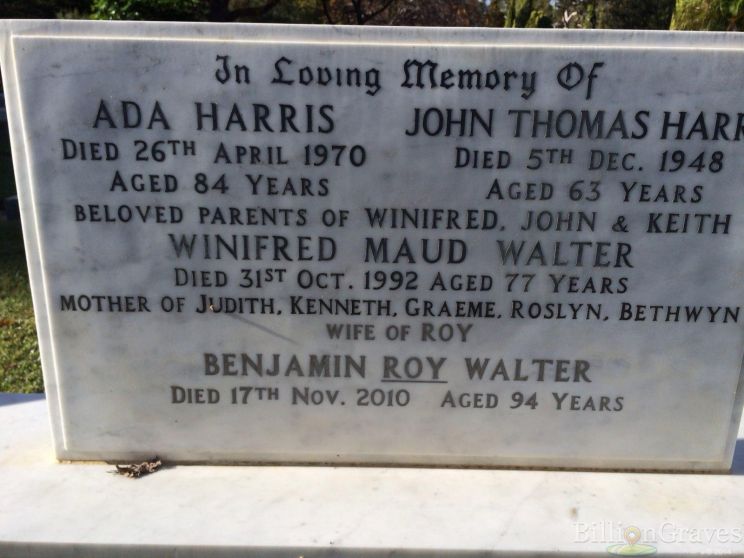 In Loving Memory Of
ADA HARRIS JOHN THOMAS HARR
DIED 26TH APRIL 1970 DIED 5TH DEC. 1948
AGED 84 YEARS AGED 63 YEARS
BELOVED PARENTS OF WINIFRED, JOHN & KEITH
WINIFRED MAUD WALTER
DIED 31ST OCT. 1992 AGED 77 YEARS
MOTHER OF JUDITH, KENNETH, GRAEME, ROSLYN, BETHWYN
WIFE OF ROY
BENJAMIN ROY WALTER
DIED 17TH NOV. 2010 AGED 94 YEARS
BillionGraves